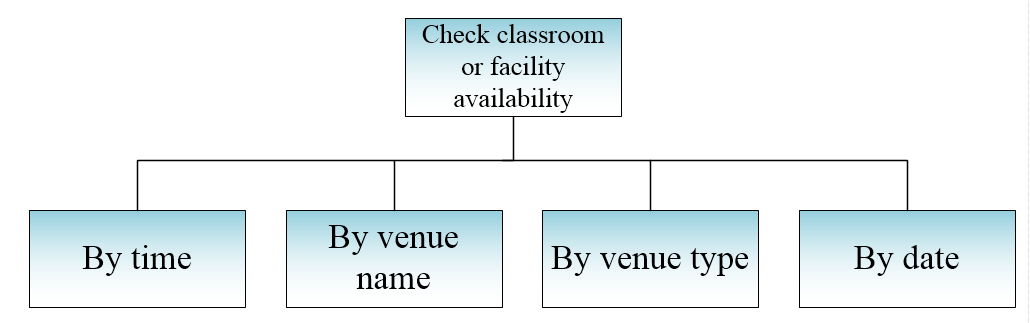 Check classroom
or facility
availability
By time
By venue
name
By venue type
By date